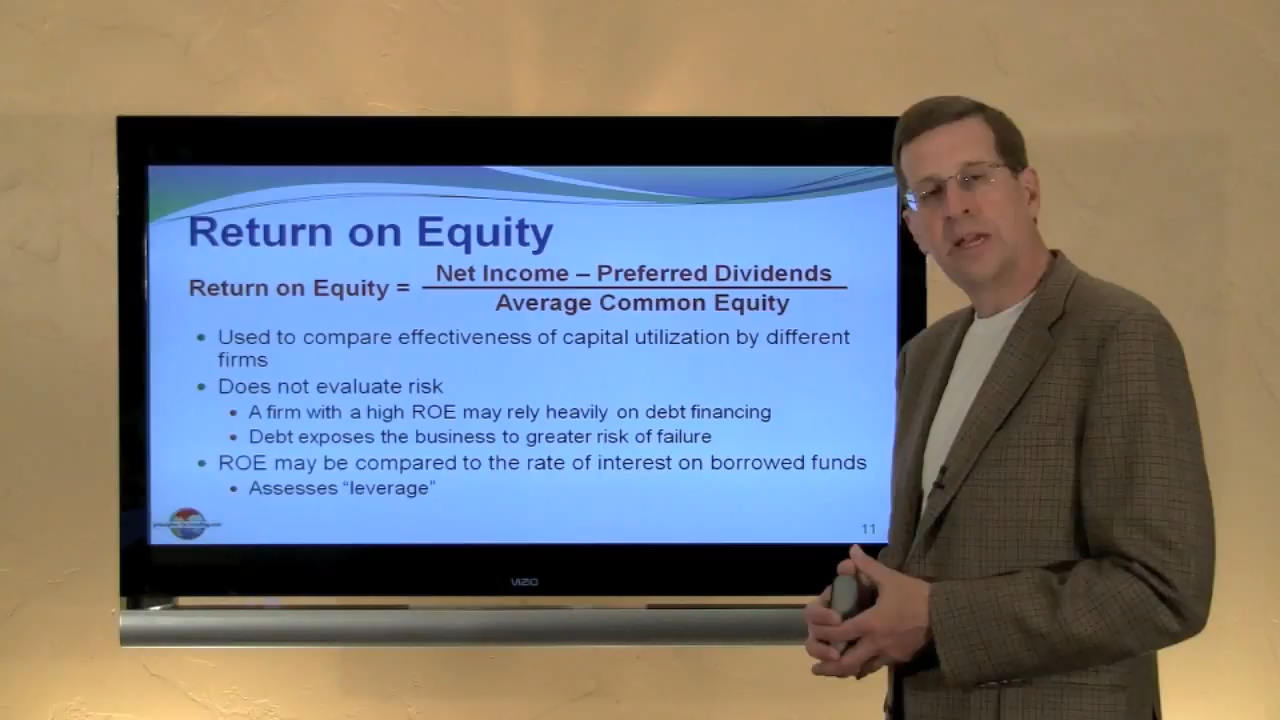 Return on Equity
Return on Equity = Net Income – Preferred Dividends
Average Common Equity
• Used to compare effectiveness of capital utilization by different
firms
• Does not evaluate risk
• A firm with a high ROE may rely heavily on debt financing
• Debt exposes the business to greater risk of failure
• ROE may be compared to the rate of interest on borrowed funds
• Assesses “leverage”
11
VIZIO